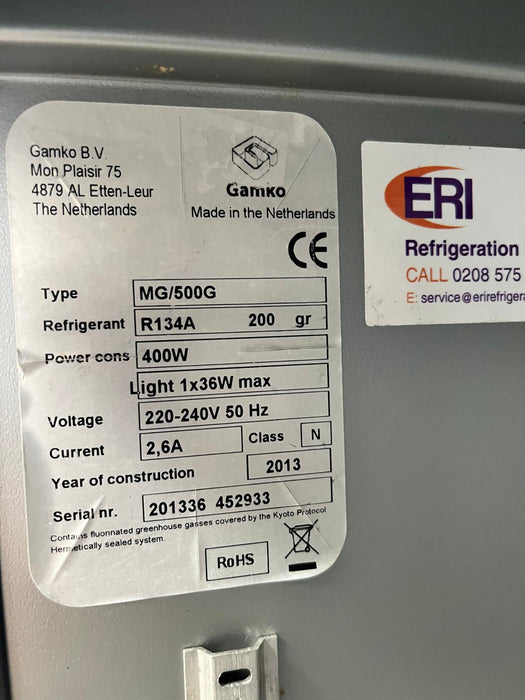 Gamko B.V.
Mon Plaisir 75
4879 AL Etten-Leur
The Netherlands
Gamko
Made in the Netherlands
CE
Type MG/500G
Refrigerant R134A 200 gr
Power cons 400W
Light 1x36W max
Voltage 220-240V 50 Hz
Current 2,6A Class N
Year of construction 2013
Serial nr. 201336 452933
Contains fluonnated greenhouse gasses covered by the Kyoto Protocol
Hermetically sealed system.
RoHS
ERI
Refrigeration
CALL 0208 575
E: service@erirefrigera